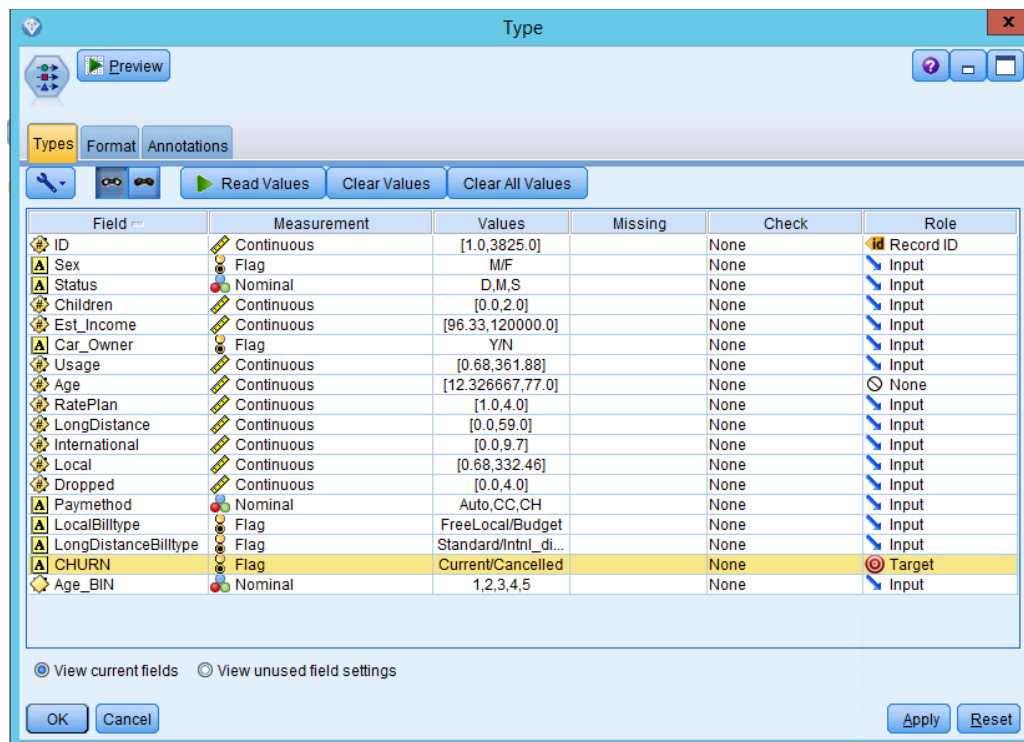 Type
x
Preview
?
Types Format Annotations
Read Values Clear Values Clear All Values
Field Measurement Values Missing Check Role
# ID Continuous [1.0,3825.0] None id Record ID
A Sex Flag M/F None Input
A Status Nominal D,M,S None Input
# Children Continuous [0.0,2.0] None Input
# Est_Income Continuous [96.33,120000.0] None Input
A Car_Owner Flag Y/N None Input
# Usage Continuous [0.68,361.88] None Input
# Age Continuous [12.326667,77.0] None None
# RatePlan Continuous [1.0,4.0] None Input
# LongDistance Continuous [0.0,59.0] None Input
# International Continuous [0.0,9.7] None Input
# Local Continuous [0.68,332.46] None Input
# Dropped Continuous [0.0,4.0] None Input
A Paymethod Nominal Auto,CC,CH None Input
A LocalBilltype Flag FreeLocal/Budget None Input
A LongDistanceBilltype Flag Standard/Intnl_di... None Input
A CHURN Flag Current/Cancelled None Target
Age_BIN Nominal 1,2,3,4,5 None Input
View current fields View unused field settings
OK Cancel Apply Reset